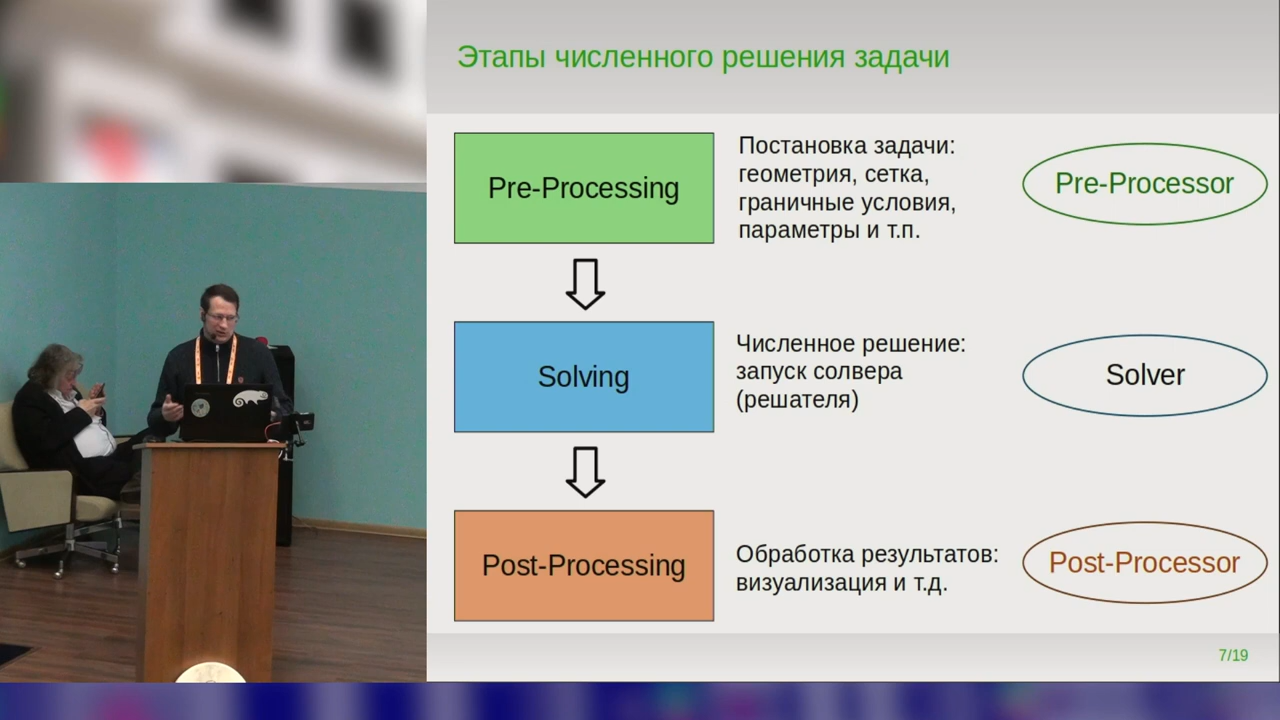 Этапы численного решения задачи
Pre-Processing
Постановка задачи:
геометрия, сетка,
граничные условия,
параметры и т.п.
Pre-Processor
Solving
Численное решение:
запуск солвера
(решателя)
Solver
Post-Processing
Обработка результатов:
визуализация и т.д.
Post-Processor
7/19